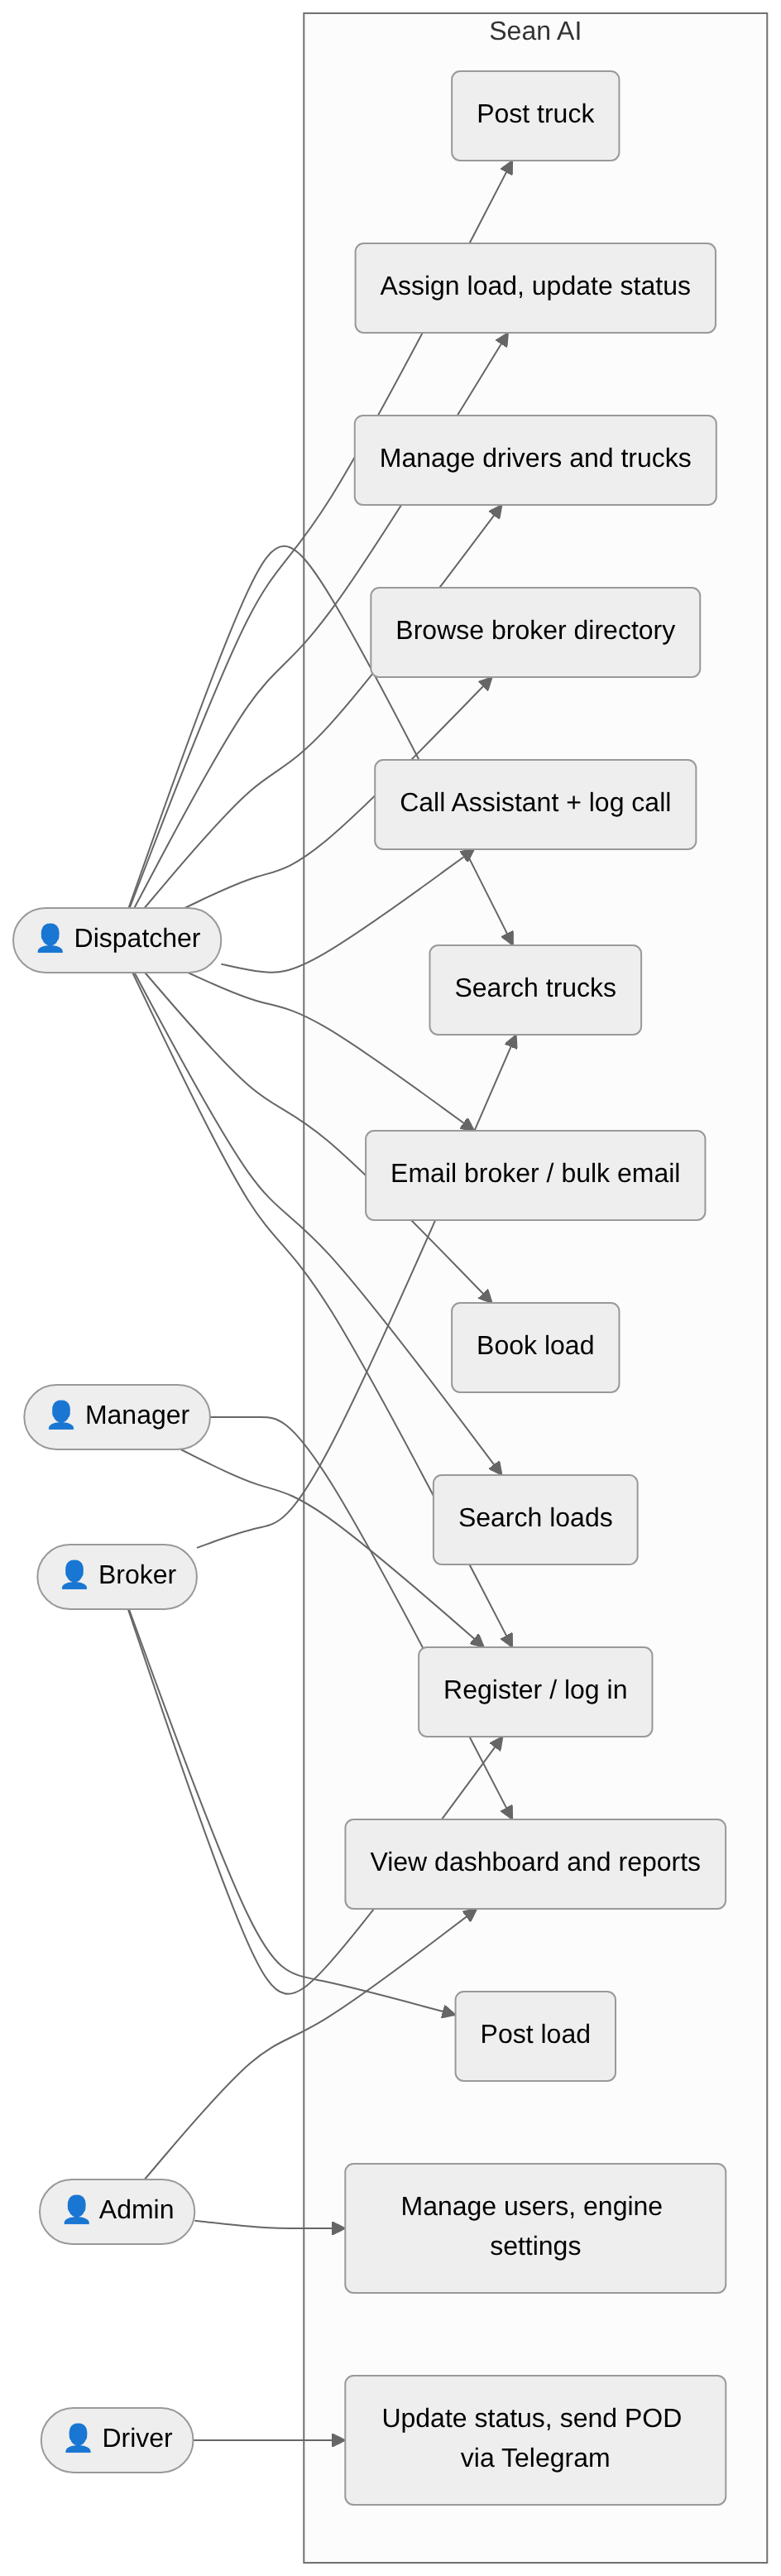 Sean AI
Post truck
Assign load, update status
Manage drivers and trucks
Browse broker directory
Call Assistant + log call
Dispatcher
Search trucks
Email broker / bulk email
Book load
Manager
Search loads
Broker
Register / log in
View dashboard and reports
Post load
Admin
Manage users, engine
settings
Driver
Update status, send POD
via Telegram